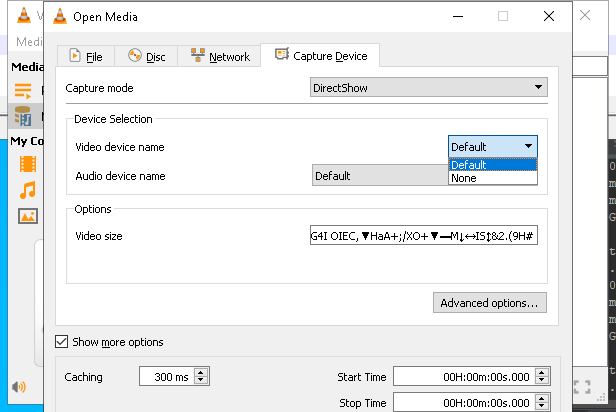 V
Open Media
Medi
Media
File
Disc
Network
Capture Device
Capture mode
DirectShow
Device Selection
Video device name
Default
Default
None
Audio device name
Default
My Co
Options
Video size
G4I OIEC,▼HaA+;/XO+▼—M↓↔IS↨&2.(9H#
Advanced options...
Show more options
Caching
300 ms
Start Time
00H:00m:00s.000
Stop Time
00H:00m:00s.000